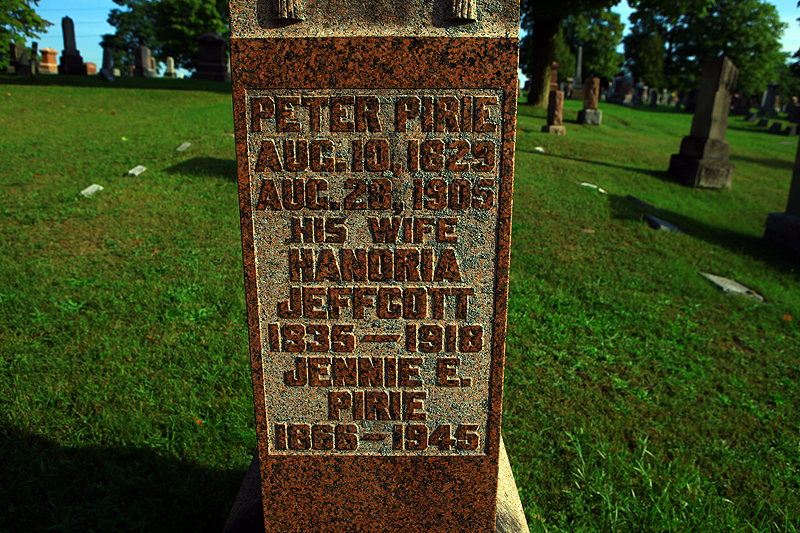 PETER PIRIE
AUG. 10, 1829
AUG. 28, 1905
HIS WIFE
HANORIA
JEFFCOTT
1835 — 1918
JENNIE E.
PIRIE
1866 — 1945